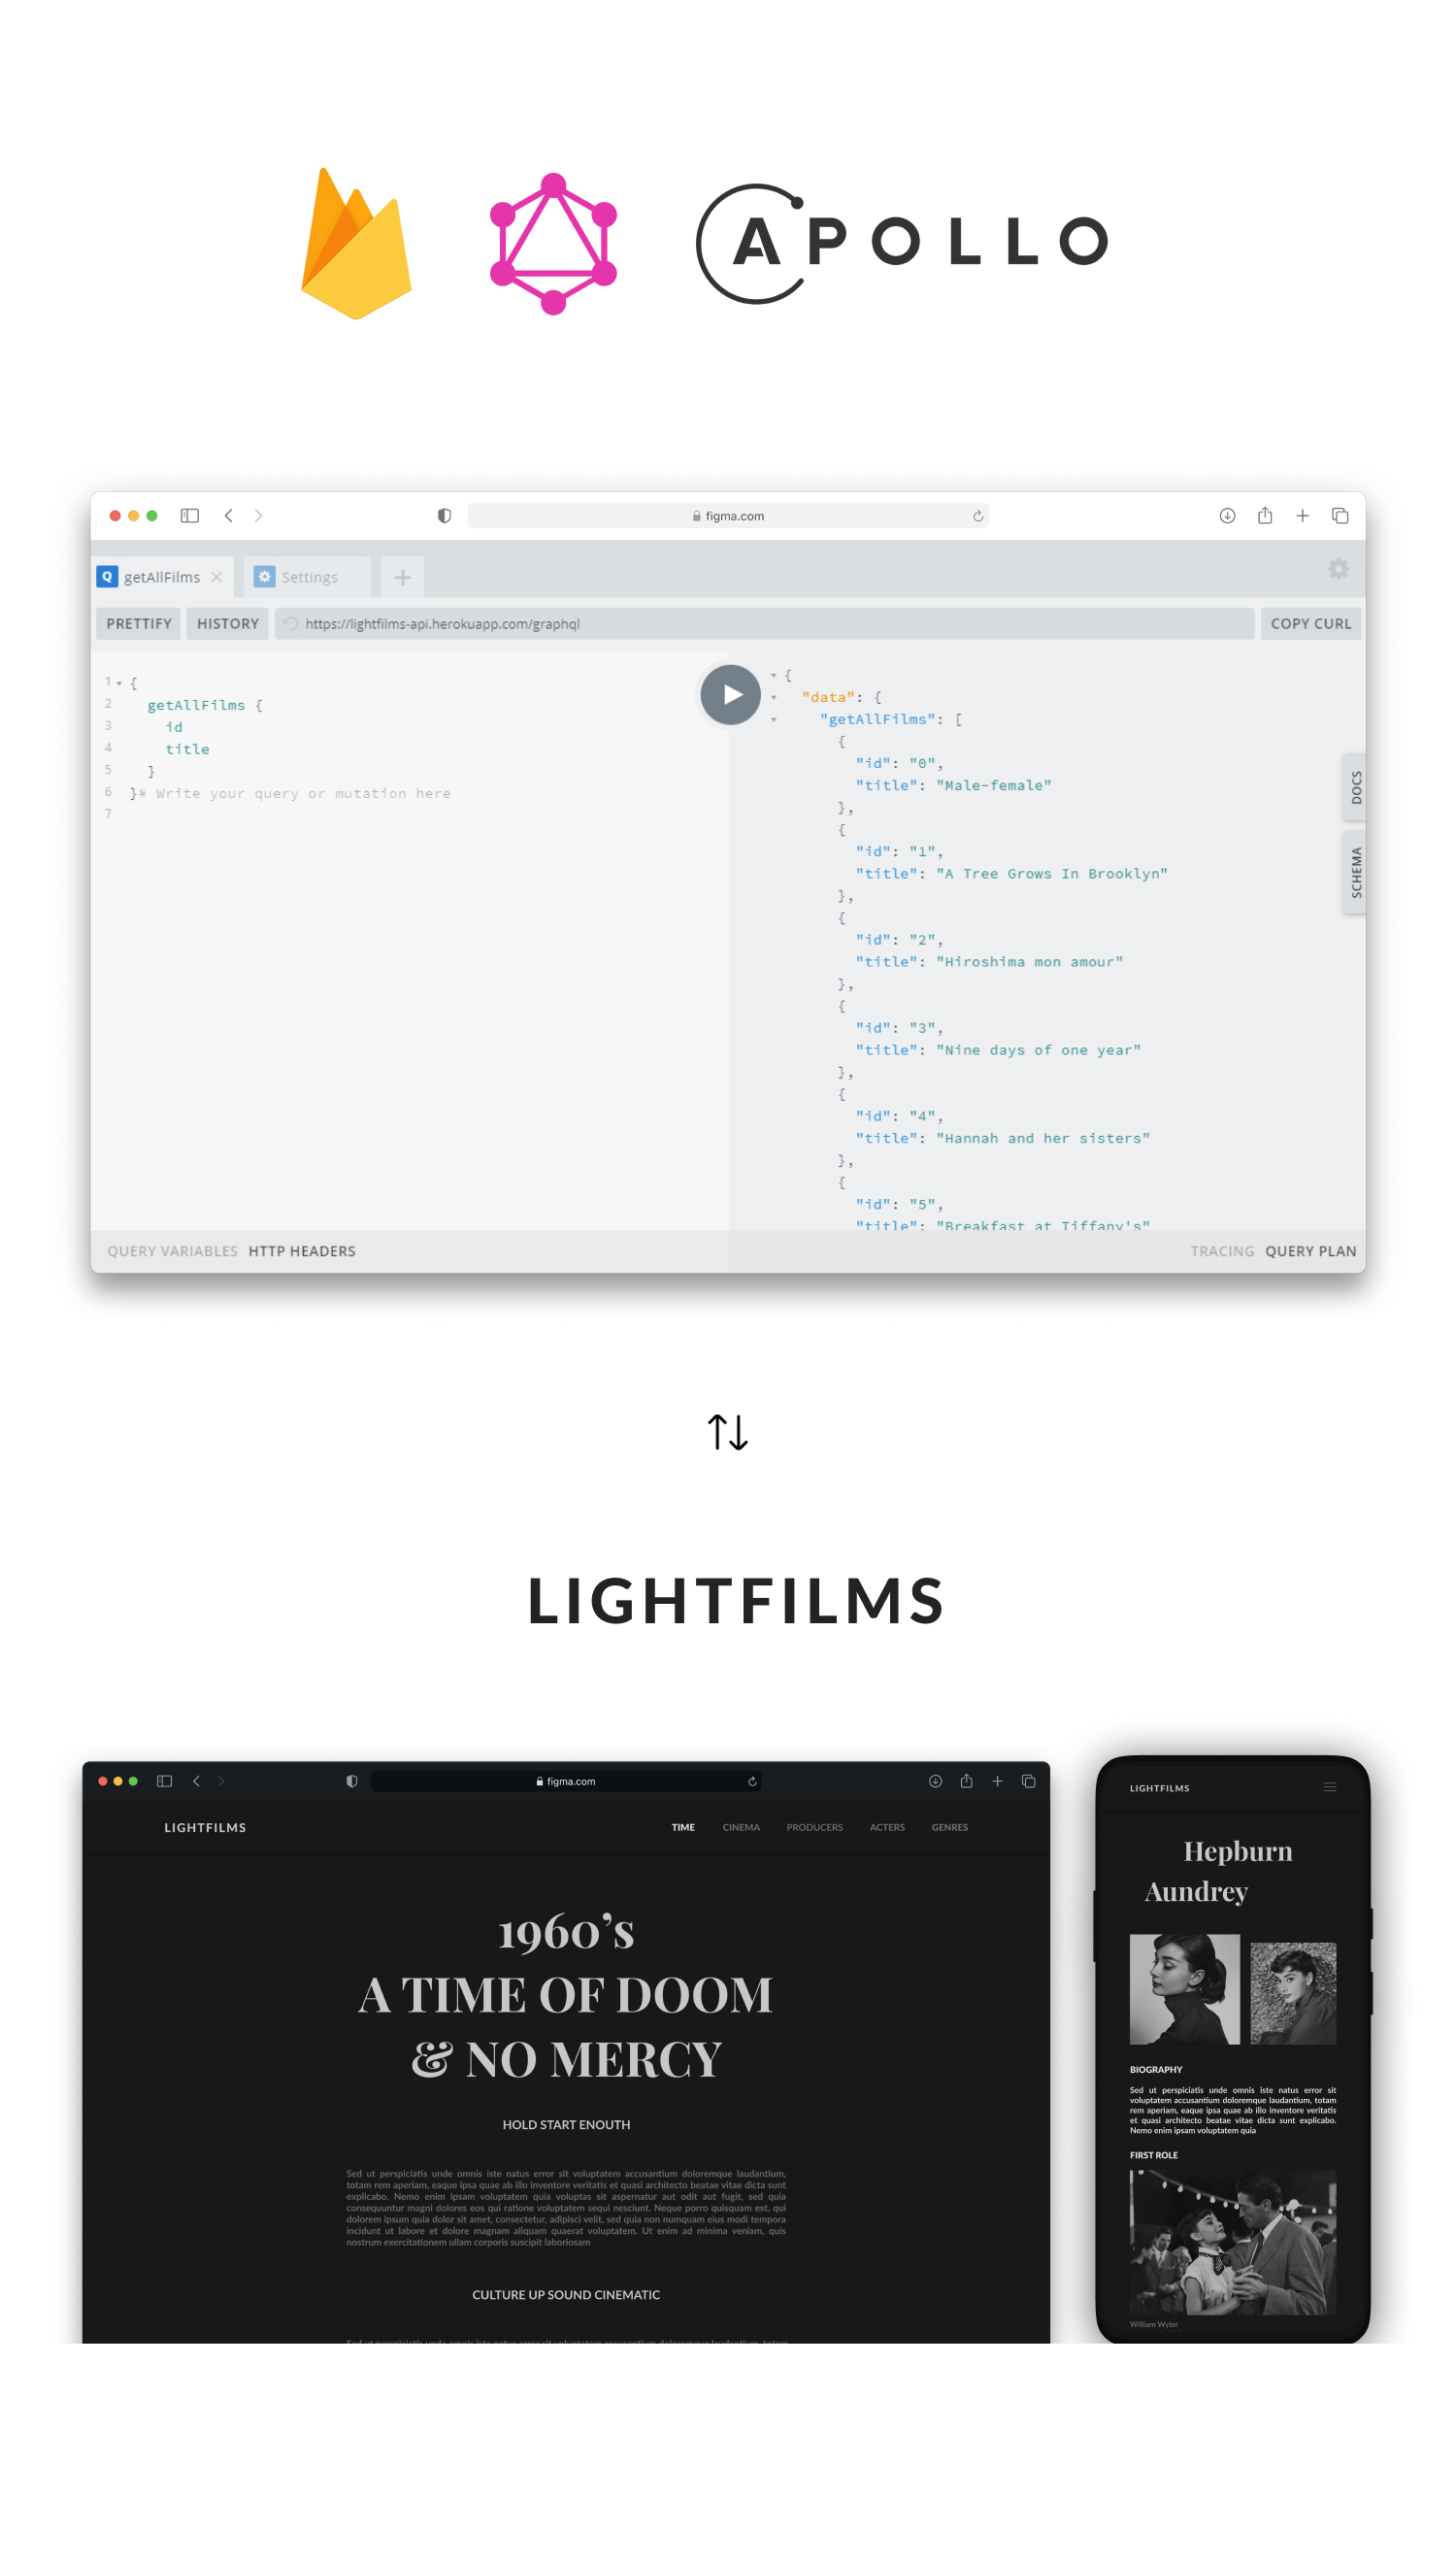 APOLLO
figma.com
Q getAllFilms
Settings
PRETTIFY HISTORY https://lightfilms-api.herokuapp.com/graphql COPY CURL
1 {
2 getAllFilms {
3 id
4 title
5 }
6 }# Write your query or mutation here
7
{
"data": {
"getAllFilms": [
{
"id": "0",
"title": "Male-female"
},
{
"id": "1",
"title": "A Tree Grows In Brooklyn"
},
{
"id": "2",
"title": "Hiroshima mon amour"
},
{
"id": "3",
"title": "Nine days of one year"
},
{
"id": "4",
"title": "Hannah and her sisters"
},
{
"id": "5",
"title": "Breakfast at Tiffany's"
DOCS
SCHEMA
QUERY VARIABLES HTTP HEADERS
TRACING QUERY PLAN
LIGHTFILMS
figma.com
LIGHTFILMS
TIME CINEMA PRODUCERS ACTERS GENRES
1960’s
A TIME OF DOOM
& NO MERCY
HOLD START ENOUTH
Sed ut perspiciatis unde omnis iste natus error sit voluptatem accusantium doloremque laudantium,
totam rem aperiam, eaque ipsa quae ab illo inventore veritatis et quasi architecto beatae vitae dicta sunt
explicabo. Nemo enim ipsam voluptatem quia voluptas sit aspernatur aut odit aut fugit, sed quia
consequuntur magni dolores eos qui ratione voluptatem sequi nesciunt. Neque porro quisquam est, qui
dolorem ipsum quia dolor sit amet, consectetur, adipisci velit, sed quia non numquam eius modi tempora
incidunt ut labore et dolore magnam aliquam quaerat voluptatem. Ut enim ad minima veniam, quis
nostrum exercitationem ullam corporis suscipit laboriosam
CULTURE UP SOUND CINEMATIC
LIGHTFILMS
Hepburn
Aundrey
BIOGRAPHY
Sed ut perspiciatis unde omnis iste natus error sit
voluptatem accusantium doloremque laudantium, totam
rem aperiam, eaque ipsa quae ab illo inventore veritatis
et quasi architecto beatae vitae dicta sunt explicabo.
Nemo enim ipsam voluptatem quia
FIRST ROLE
William Wyler